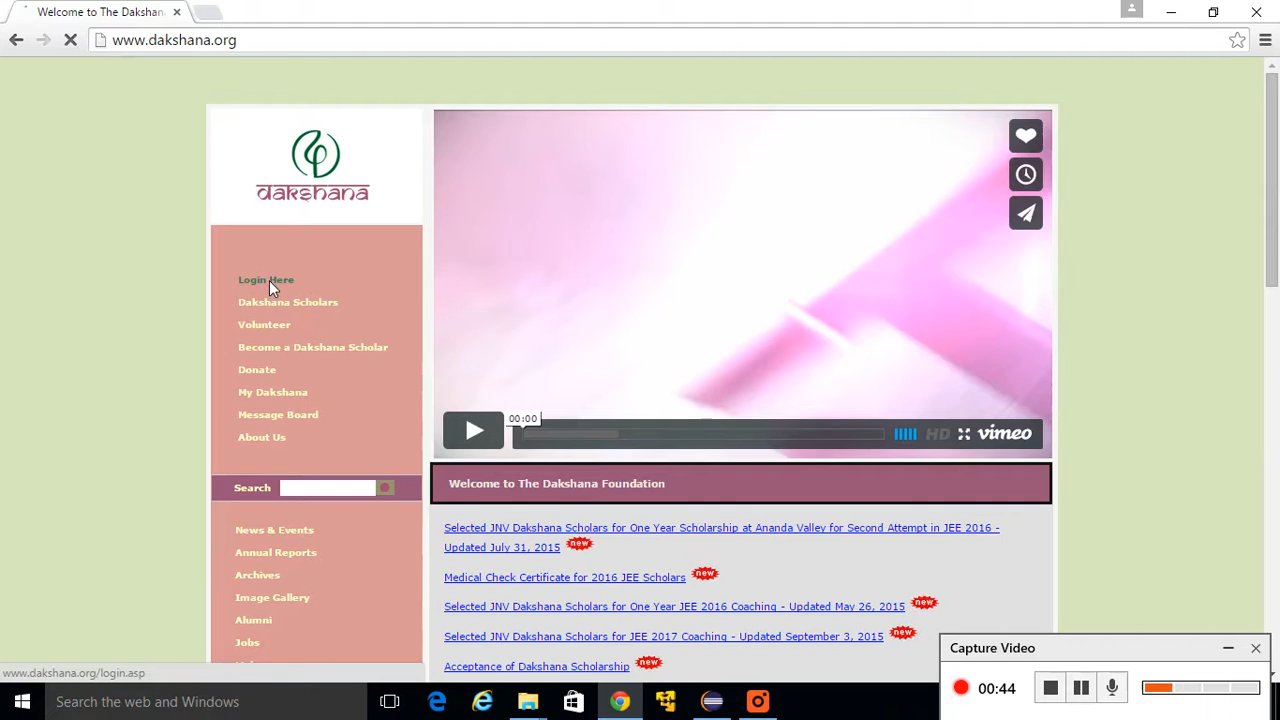 Welcome to The Dakshan
www.dakshana.org
dakshana
Login Here
Dakshana Scholars
Volunteer
Become a Dakshana Scholar
Donate
My Dakshana
Message Board
About Us
Search
News & Events
Annual Reports
Archives
Image Gallery
Alumni
Jobs
00:00
HD
vimeo
Welcome to The Dakshana Foundation
Selected JNV Dakshana Scholars for One Year Scholarship at Ananda Valley for Second Attempt in JEE 2016 -
Updated July 31, 2015 new
Medical Check Certificate for 2016 JEE Scholars new
Selected JNV Dakshana Scholars for One Year JEE 2016 Coaching - Updated May 26, 2015 new
Selected JNV Dakshana Scholars for JEE 2017 Coaching - Updated September 3, 2015 new
Acceptance of Dakshana Scholarship new
www.dakshana.org/login.asp
Capture Video
00:44
Search the web and Windows